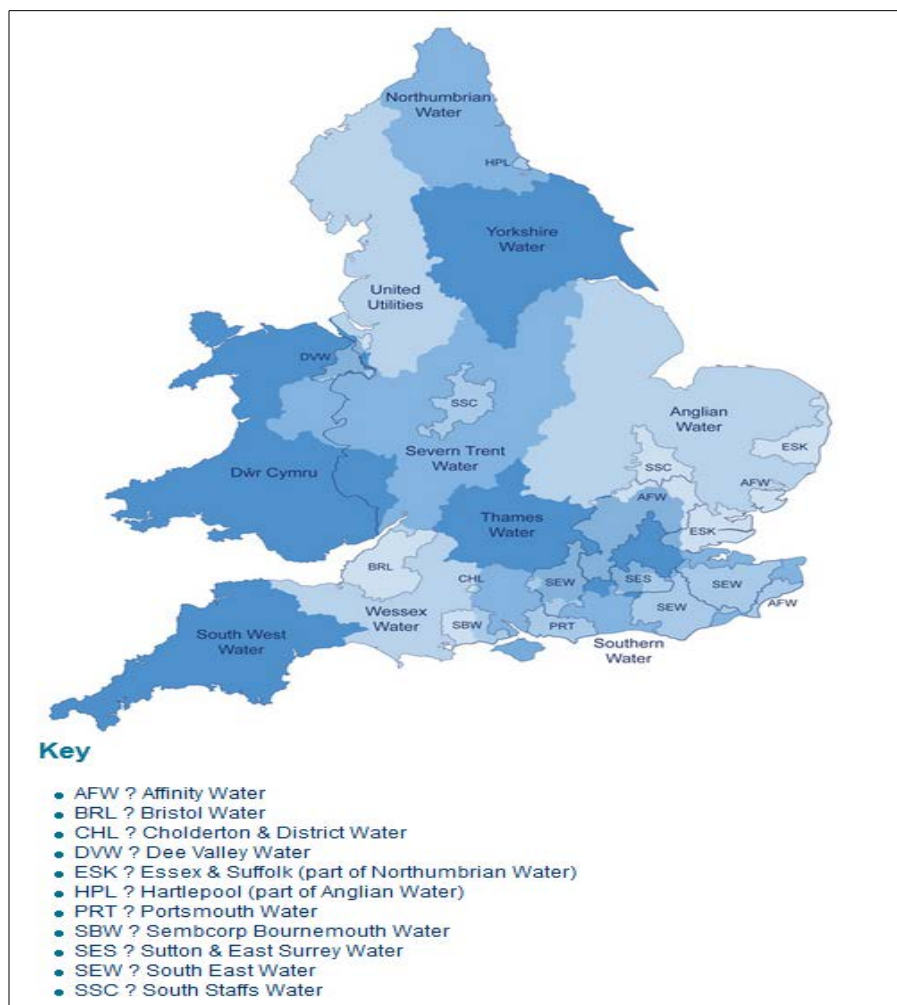 Northumbrian
Water
HPL
Yorkshire
Water
United
Utilities
DVW
SSC
Anglian
Water
ESK
Severn Trent
Water
SSC
Dŵr Cymru
AFW
AFW
Thames
Water
ESK
BRL
CHL
SEW
SES
SEW
AFW
Wessex
Water
SBW
PRT
SEW
South West
Water
Southern
Water
Key
• AFW ? Affinity Water
• BRL ? Bristol Water
• CHL ? Cholderton & District Water
• DVW ? Dee Valley Water
• ESK ? Essex & Suffolk (part of Northumbrian Water)
• HPL ? Hartlepool (part of Anglian Water)
• PRT ? Portsmouth Water
• SBW ? Sembcorp Bournemouth Water
• SES ? Sutton & East Surrey Water
• SEW ? South East Water
• SSC ? South Staffs Water